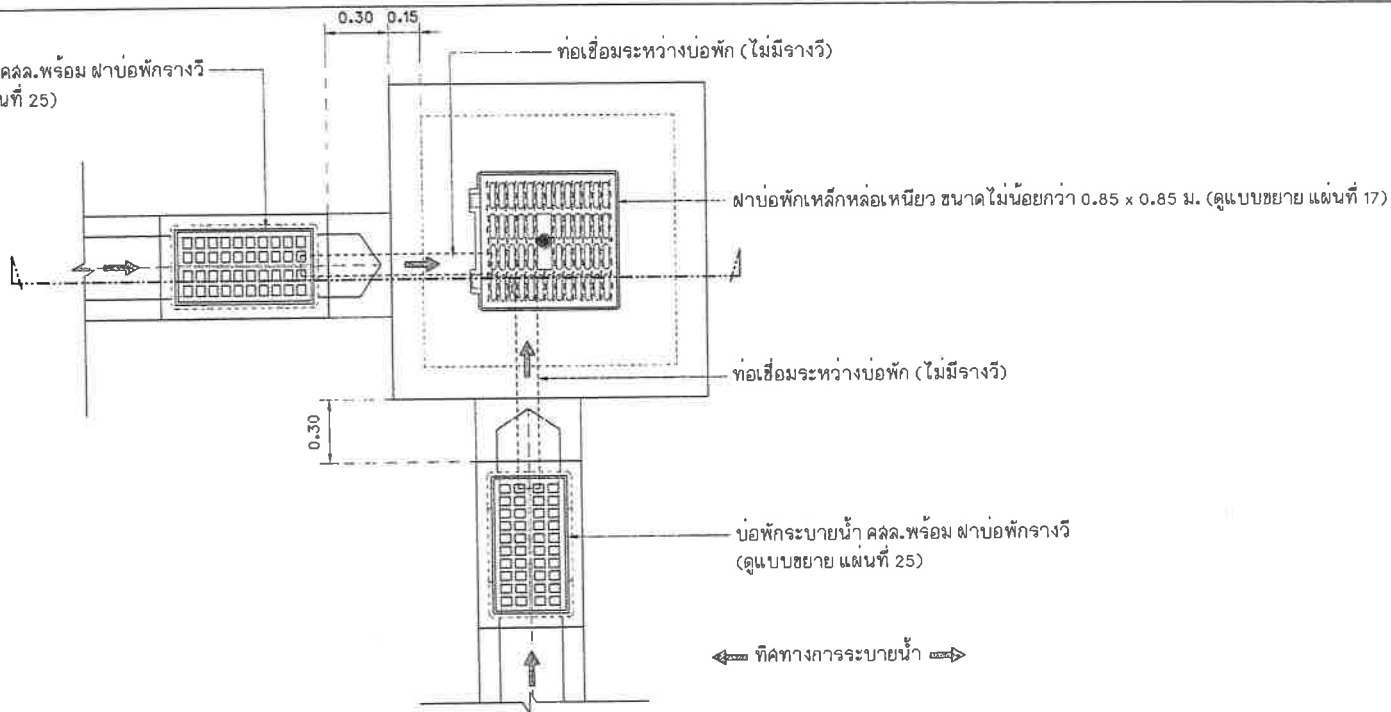 0.30 0.15
ท่อเชื่อมระหว่างบ่อพัก (ไม่มีรางวี)
คสล.พร้อม ฝาบ่อพักรางวี
นที่ 25)
ฝาบ่อพักเหล็กหล่อเหนียว ขนาดไม่น้อยกว่า 0.85 x 0.85 ม. (ดูแบบขยาย แผ่นที่ 17)
ท่อเชื่อมระหว่างบ่อพัก (ไม่มีรางวี)
0.30
บ่อพักระบายน้ำ คสล.พร้อม ฝาบ่อพักรางวี
(ดูแบบขยาย แผ่นที่ 25)
ทิศทางการระบายน้ำ